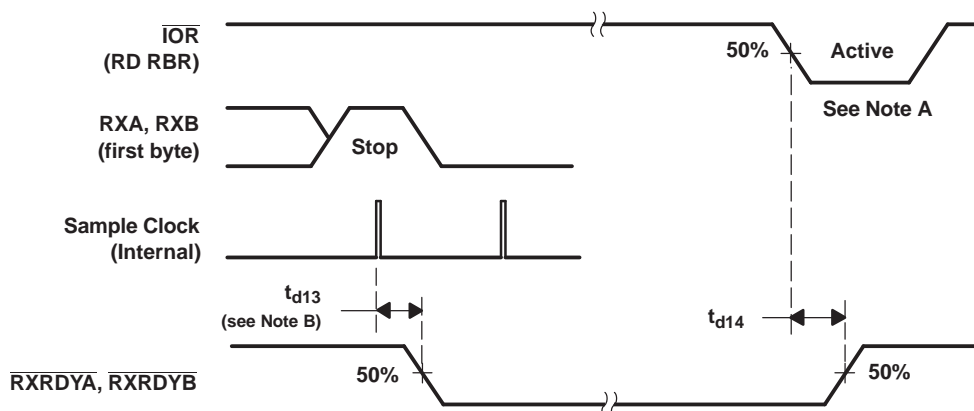 IOR
(RD RBR)
50%
Active
See Note A
RXA, RXB
(first byte)
Stop
Sample Clock
(Internal)
td13
(see Note B)
td14
RXRDYA, RXRDYB
50%
50%